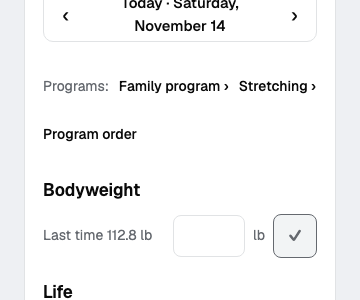 Today · Saturday,
‹ November 14 ›
Programs: Family program › Stretching ›
Program order
Bodyweight
Last time 112.8 lb lb ✓
Life